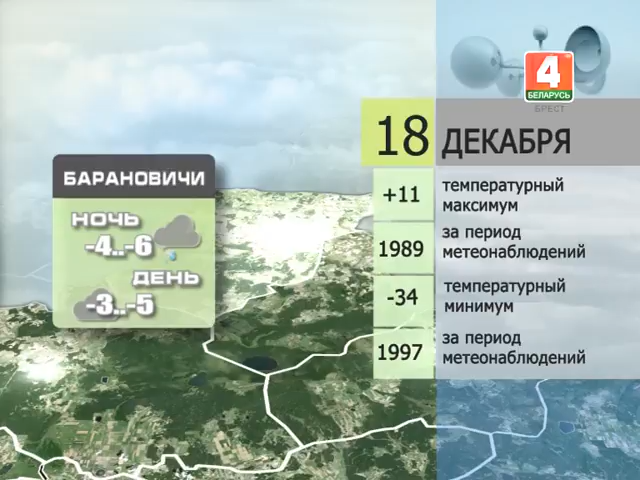 4
БЕЛАРУСЬ
БРЕСТ
18 ДЕКАБРЯ
БАРАНОВИЧИ
НОЧЬ
-4..-6
ДЕНЬ
-3..-5
+11 температурный максимум
1989 за период метеонаблюдений
-34 температурный минимум
1997 за период метеонаблюдений